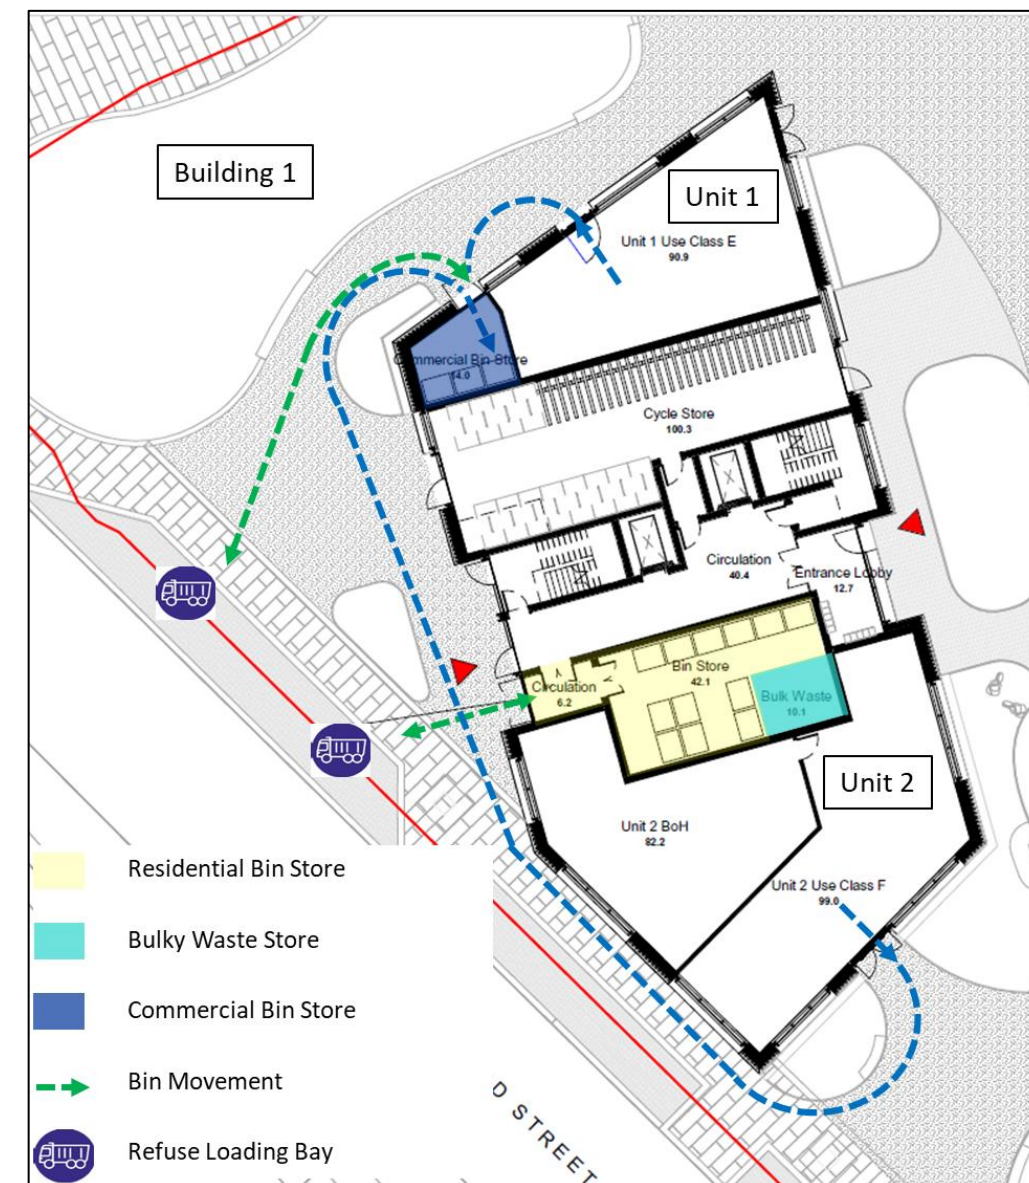 Building 1
Unit 1
Unit 1 Use Class E
90.9
Commercial Bin Store
14.0
Cycle Store
100.3
Circulation
40.4
Entrance Lobby
12.7
Bin Store
42.1
Circulation
6.2
Bulk Waste
10.1
Unit 2
Unit 2 BoH
82.2
Unit 2 Use Class F
99.0
Residential Bin Store
Bulky Waste Store
Commercial Bin Store
Bin Movement
Refuse Loading Bay
D STREET